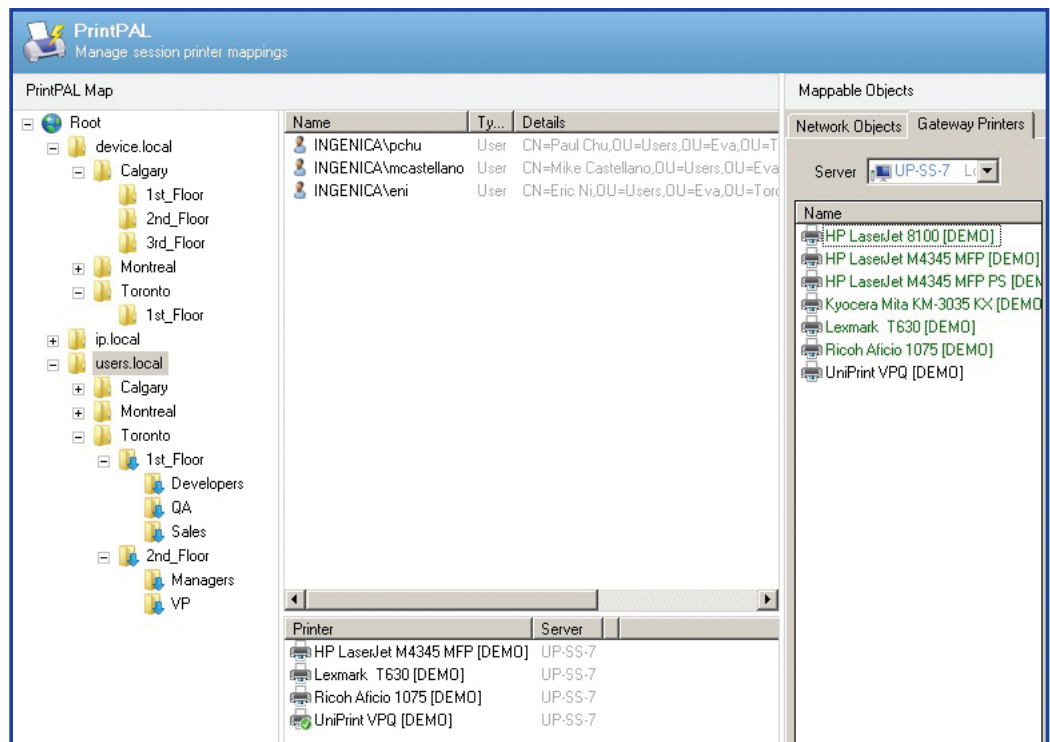 PrintPAL
Manage session printer mappings
PrintPAL Map
Root
device.local
Calgary
1st_Floor
2nd_Floor
3rd_Floor
Montreal
Toronto
1st_Floor
ip.local
users.local
Calgary
Montreal
Toronto
1st_Floor
Developers
QA
Sales
2nd_Floor
Managers
VP
Name Ty... Details
INGENICA\pchu User CN=Paul Chu,OU=Users,OU=Eva,OU=T
INGENICA\mcastellano User CN=Mike Castellano,OU=Users,OU=Eva
INGENICA\eni User CN=Eric Ni,OU=Users,OU=Eva,OU=Toro
Printer Server
HP LaserJet M4345 MFP [DEMO] UP-SS-7
Lexmark T630 [DEMO] UP-SS-7
Ricoh Aficio 1075 [DEMO] UP-SS-7
UniPrint VPQ [DEMO] UP-SS-7
Mappable Objects
Network Objects Gateway Printers
Server UP-SS-7
Name
HP LaserJet 8100 [DEMO]
HP LaserJet M4345 MFP [DEMO]
HP LaserJet M4345 MFP PS [DEM
Kyocera Mita KM-3035 KX [DEMO
Lexmark T630 [DEMO]
Ricoh Aficio 1075 [DEMO]
UniPrint VPQ [DEMO]